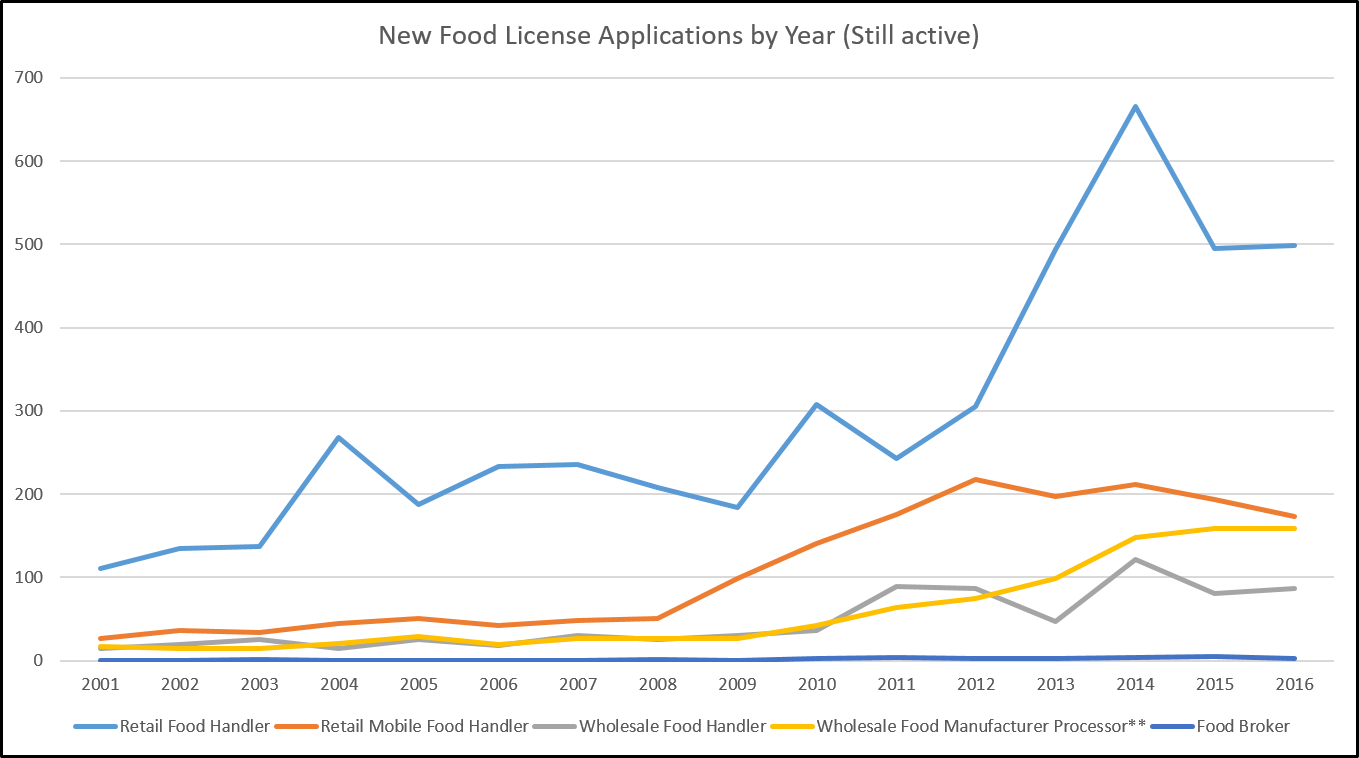 New Food License Applications by Year (Still active)
700
600
500
400
300
200
100
0
2001 2002 2003 2004 2005 2006 2007 2008 2009 2010 2011 2012 2013 2014 2015 2016
Retail Food Handler Retail Mobile Food Handler Wholesale Food Handler Wholesale Food Manufacturer Processor** Food Broker